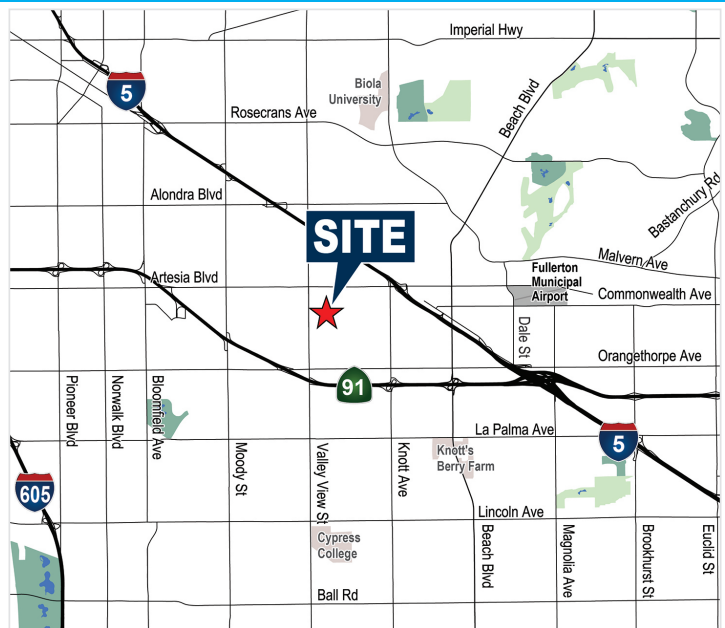 Imperial Hwy
5
Biola
University
Rosecrans Ave
Beach Blvd
Alondra Blvd
Bastanchury Rd
SITE
Malvern Ave
Artesia Blvd
Fullerton
Municipal
Airport
Commonwealth Ave
Dale St
Orangethorpe Ave
91
Pioneer Blvd
Norwalk Blvd
Bloomfield Ave
La Palma Ave
5
Moody St
Valley View St
Knott Ave
Knott's
Berry Farm
605
Lincoln Ave
Cypress
College
Beach Blvd
Magnolia Ave
Brookhurst St
Euclid St
Ball Rd